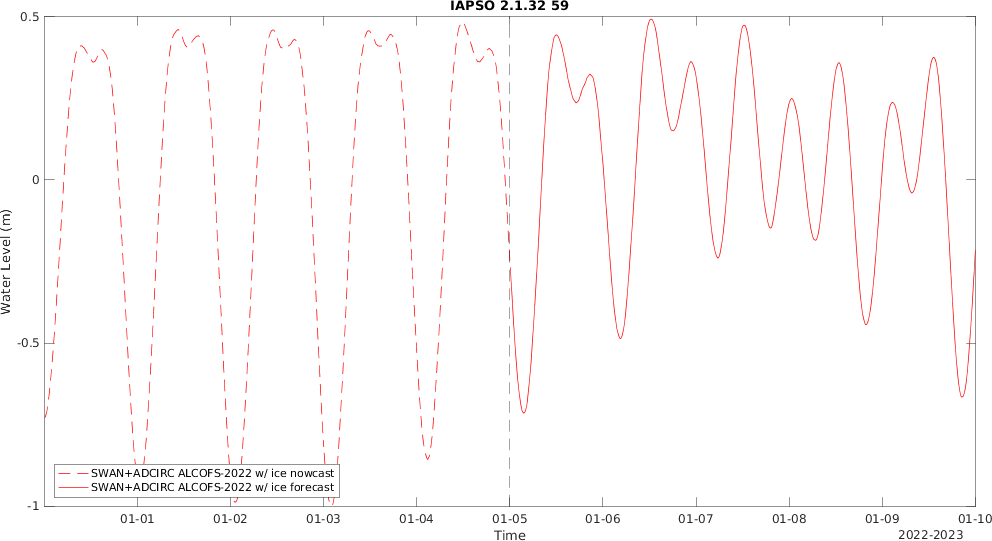 IAPSO 2.1.32 59
Water Level (m)
0.5
0
-0.5
-1
SWAN+ADCIRC ALCOFS-2022 w/ ice nowcast
SWAN+ADCIRC ALCOFS-2022 w/ ice forecast
01-01 01-02 01-03 01-04 01-05 01-06 01-07 01-08 01-09 01-10
Time
2022-2023